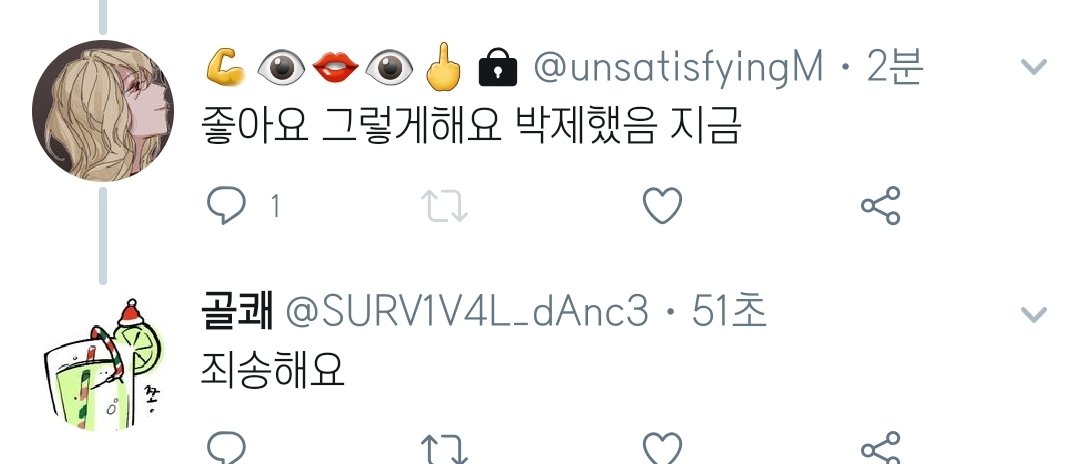 💪👁👄👁🖕🔒 @unsatisfyingM · 2분
좋아요 그렇게해요 박제했음 지금
1
골쾌 @SURV1V4L_dAnc3 · 51초
죄송해요
쪼.